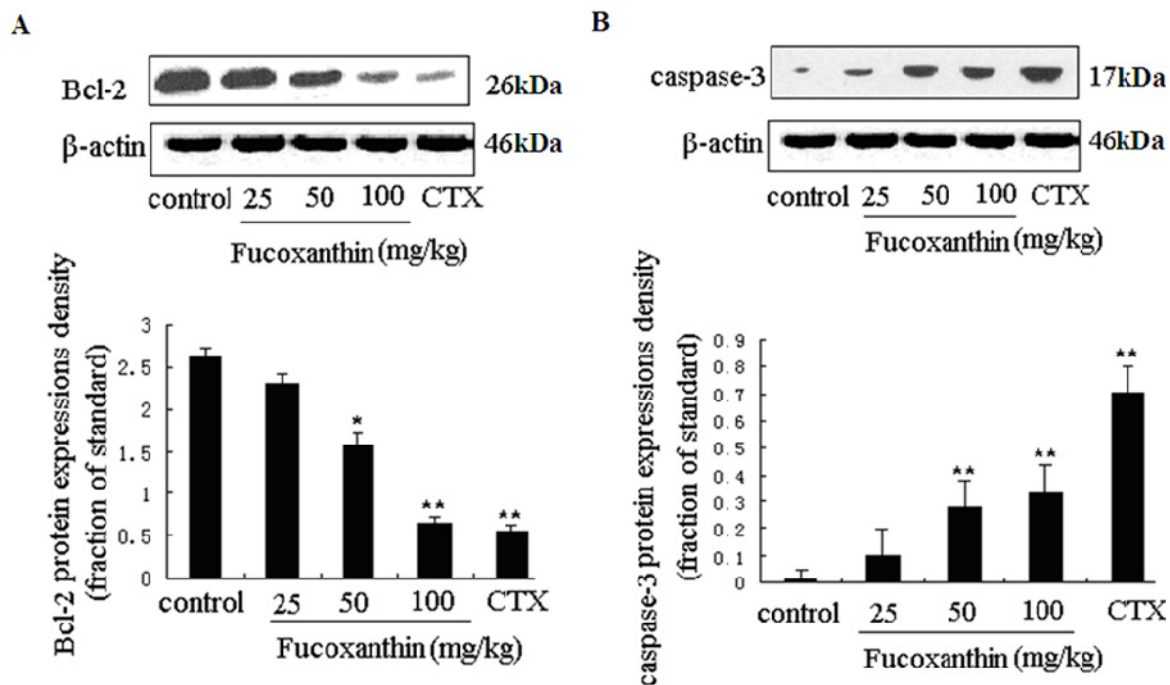 A
Bcl-2
26kDa
β-actin
46kDa
control 25 50 100 CTX
Fucoxanthin (mg/kg)
Bcl-2 protein expressions density
(fraction of standard)
3
2.5
2
1.5
1
0.5
0
*
**
**
control 25 50 100 CTX
Fucoxanthin (mg/kg)
B
caspase-3
17kDa
β-actin
46kDa
control 25 50 100 CTX
Fucoxanthin (mg/kg)
caspase-3 protein expressions density
(fraction of standard)
0.9
0.8
0.7
0.6
0.5
0.4
0.3
0.2
0.1
0
**
**
**
control 25 50 100 CTX
Fucoxanthin (mg/kg)